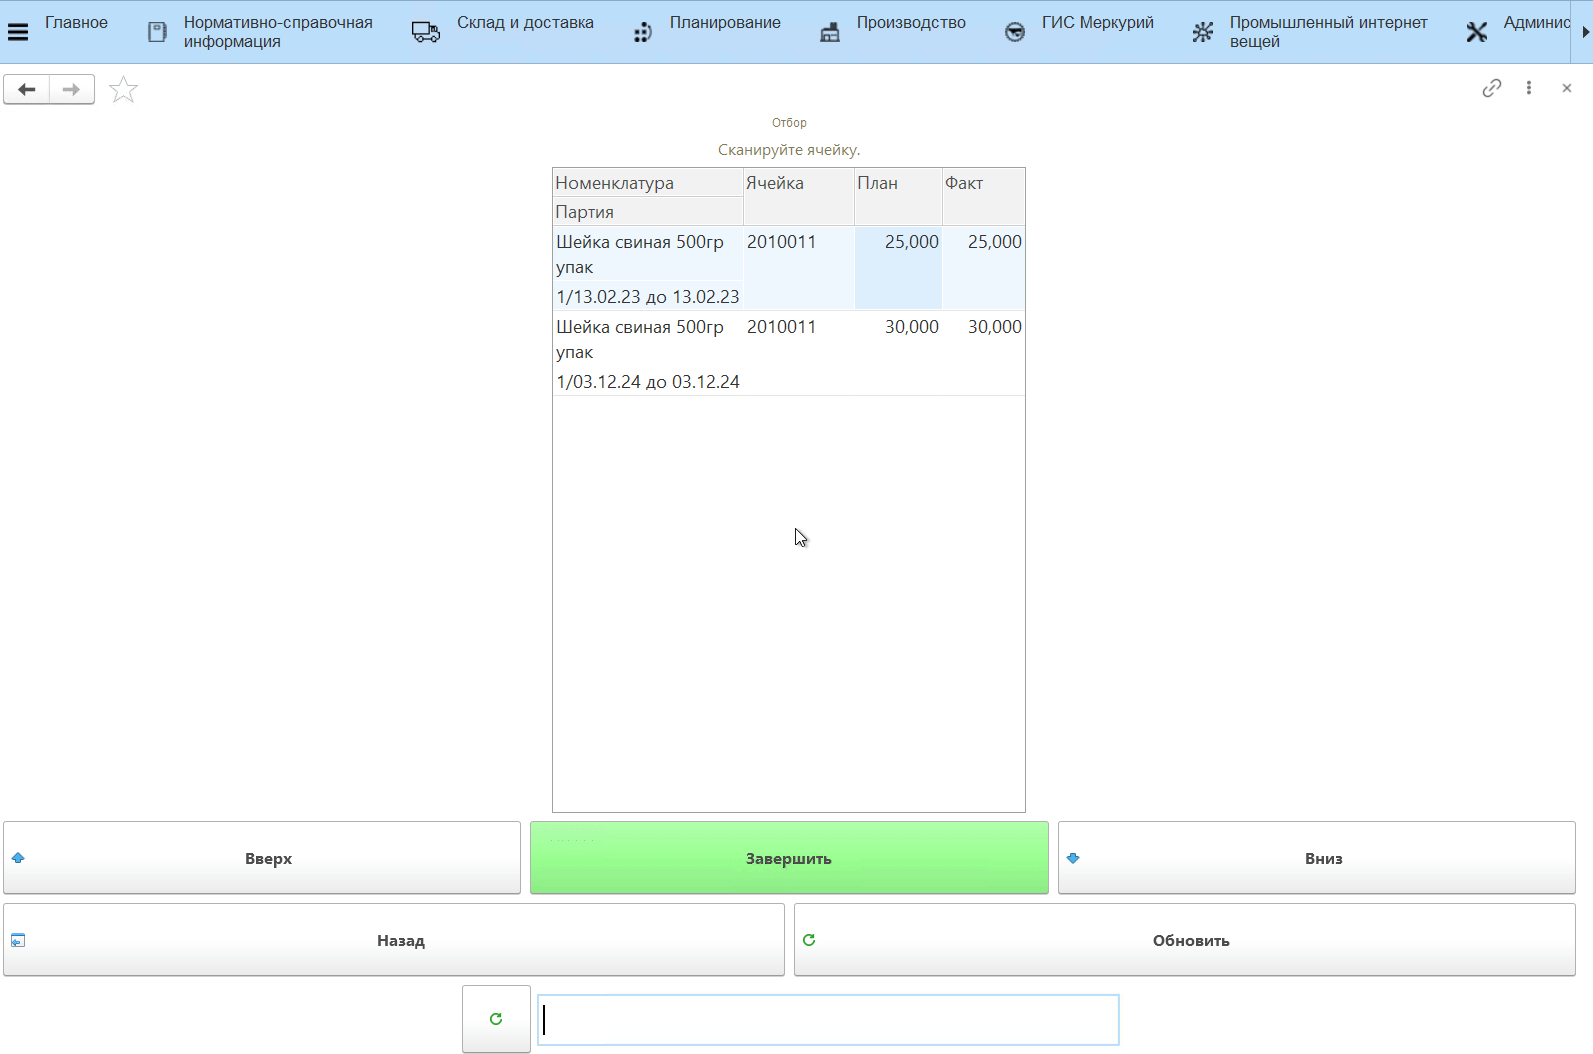 Главное
Нормативно-справочная
информация
Склад и доставка
Планирование
Производство
ГИС Меркурий
Промышленный интернет
вещей
Админис
Отбор
Сканируйте ячейку.
Номенклатура Ячейка План Факт
Партия
Шейка свиная 500гр 2010011 25,000 25,000
упак
1/13.02.23 до 13.02.23
Шейка свиная 500гр 2010011 30,000 30,000
упак
1/03.12.24 до 03.12.24
Вверх Завершить Вниз
Назад Обновить